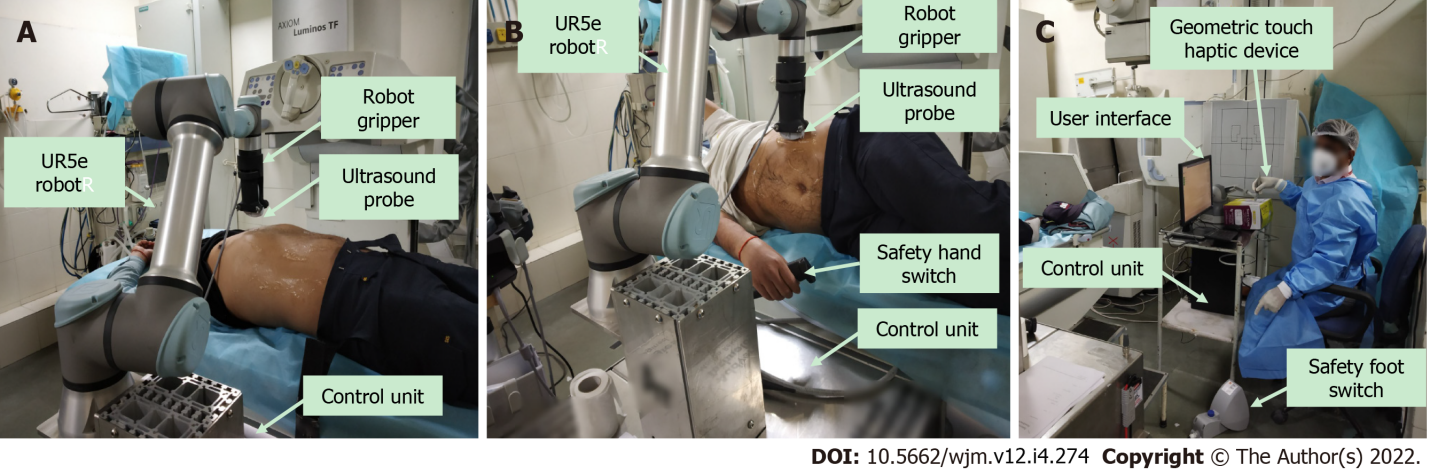 A
AXIOM
Luminos TF
Robot
gripper
UR5e
robotR
Ultrasound
probe
Control unit
B
UR5e
robotR
Robot
gripper
Ultrasound
probe
Safety hand
switch
Control unit
C
Geometric touch
haptic device
User interface
Control unit
Safety foot
switch
DOI: 10.5662/wjm.v12.i4.274 Copyright © The Author(s) 2022.